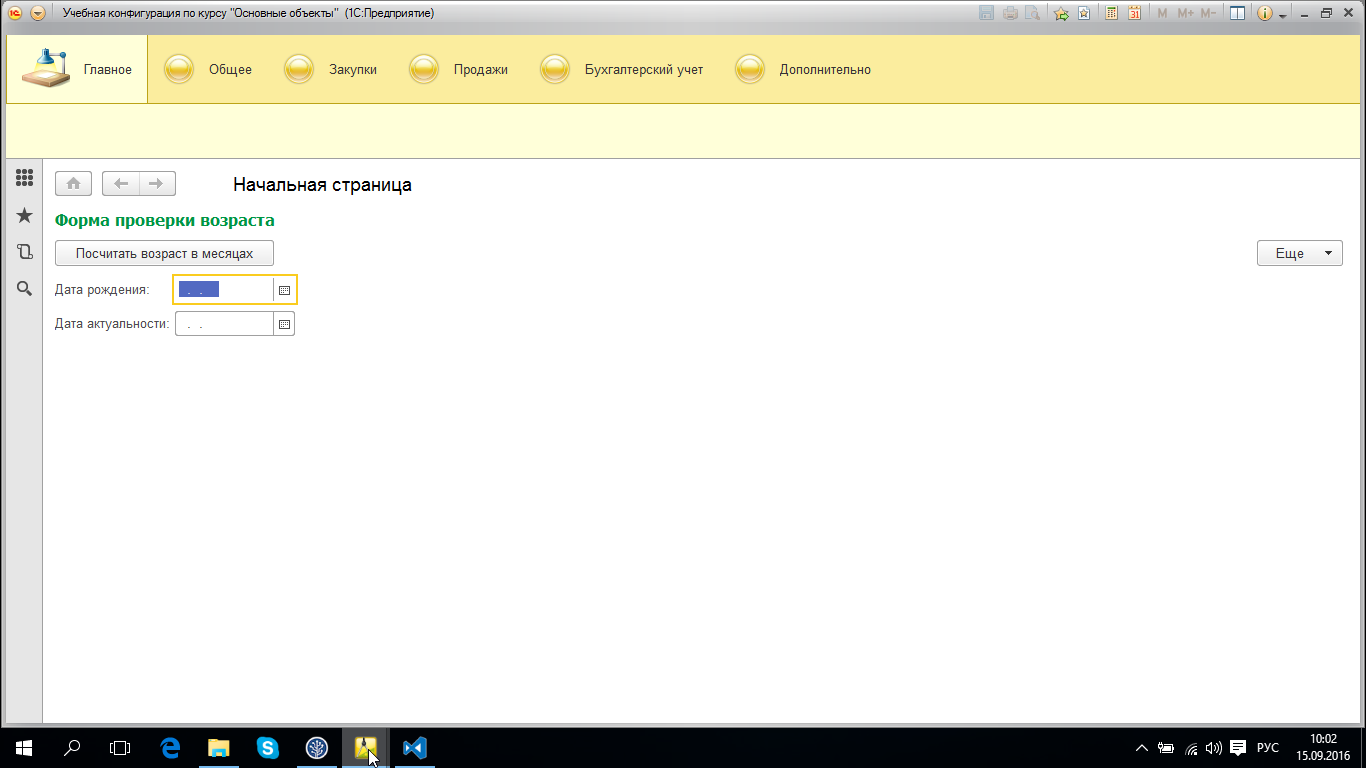 Учебная конфигурация по курсу "Основные объекты" (1С:Предприятие)
31 M M+ M-
Главное Общее Закупки Продажи Бухгалтерский учет Дополнительно
Начальная страница
Форма проверки возраста
Посчитать возраст в месяцах Еще
Дата рождения: . .
Дата актуальности: . .
РУС 10:02
15.09.2016